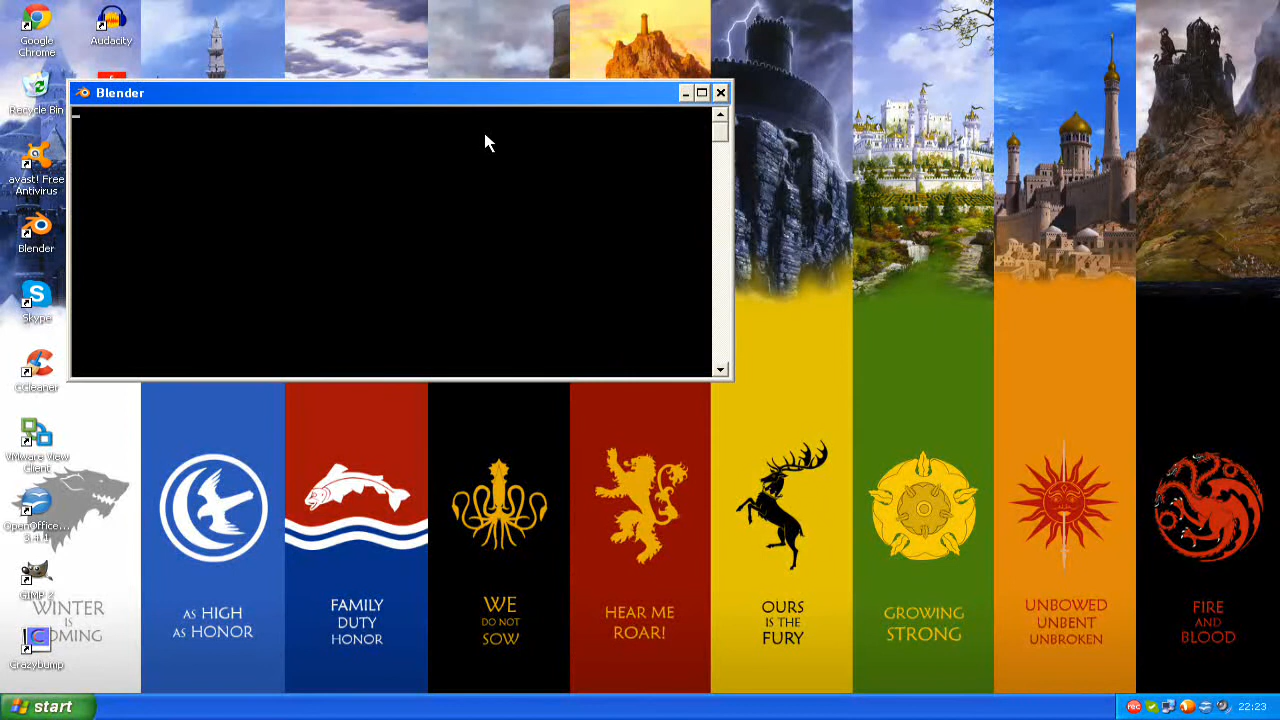 Google
Chrome
Audacity
Blender
Recycle Bin
avast! Free
Antivirus
Blender
Skype
CCleaner
VMware View
Client
OpenOffice....
3.4.1
GIMP 2
Crazybump
WINTER
IS
COMING
AS HIGH
AS HONOR
FAMILY
DUTY
HONOR
WE
DO NOT
SOW
HEAR ME
ROAR!
OURS
IS THE
FURY
GROWING
STRONG
UNBOWED
UNBENT
UNBROKEN
FIRE
AND
BLOOD
start
rec
22:23